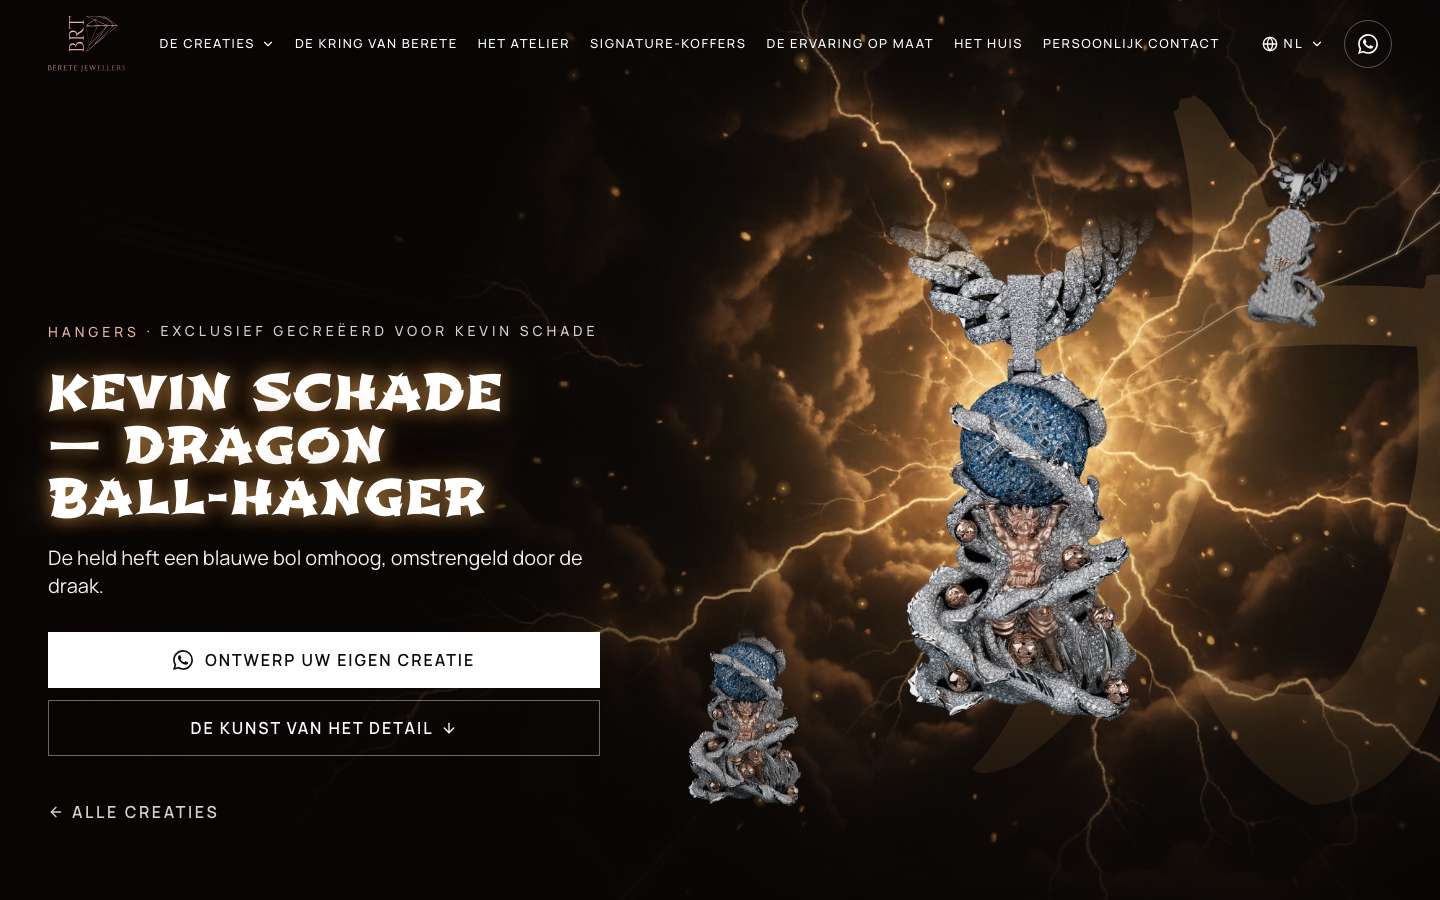 BRT
BERETE JEWELLERS
DE CREATIES
DE KRING VAN BERETE
HET ATELIER
SIGNATURE-KOFFERS
DE ERVARING OP MAAT
HET HUIS
PERSOONLIJK CONTACT
NL
HANGERS · EXCLUSIEF GECREËERD VOOR KEVIN SCHADE
KEVIN SCHADE
— DRAGON
BALL-HANGER
De held heft een blauwe bol omhoog, omstrengeld door de
draak.
ONTWERP UW EIGEN CREATIE
DE KUNST VAN HET DETAIL ↓
← ALLE CREATIES